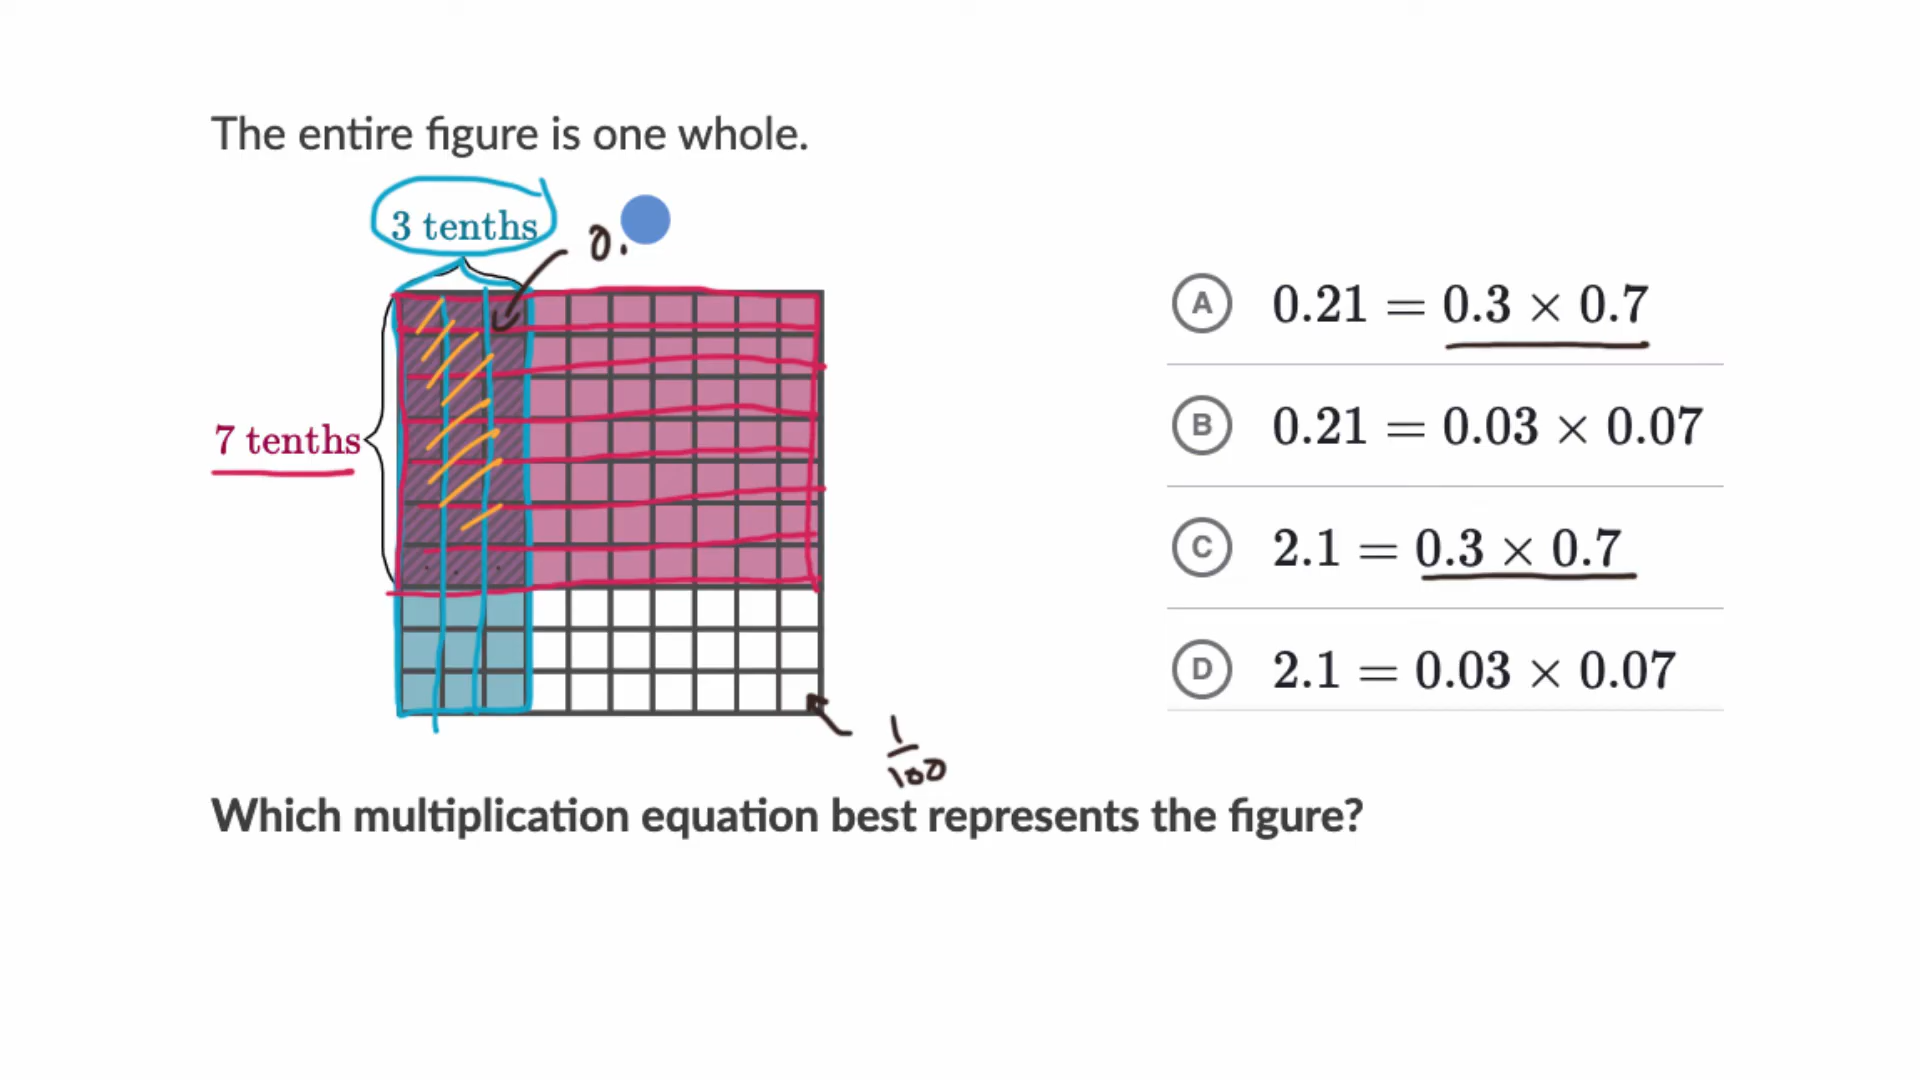 The entire figure is one whole.
3 tenths
0.
7 tenths
1
100
A 0.21 = 0.3 × 0.7
B 0.21 = 0.03 × 0.07
C 2.1 = 0.3 × 0.7
D 2.1 = 0.03 × 0.07
Which multiplication equation best represents the figure?